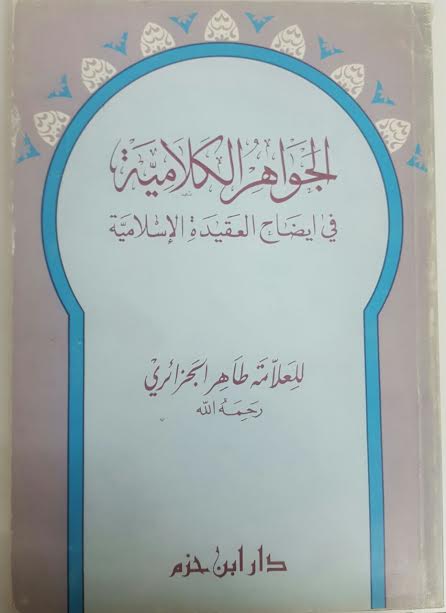 الجواهر الكلامية
في إيضاح العقيدة الإسلامية
للعلامة طاهر الجزائري
رحمه الله
دار ابن حزم